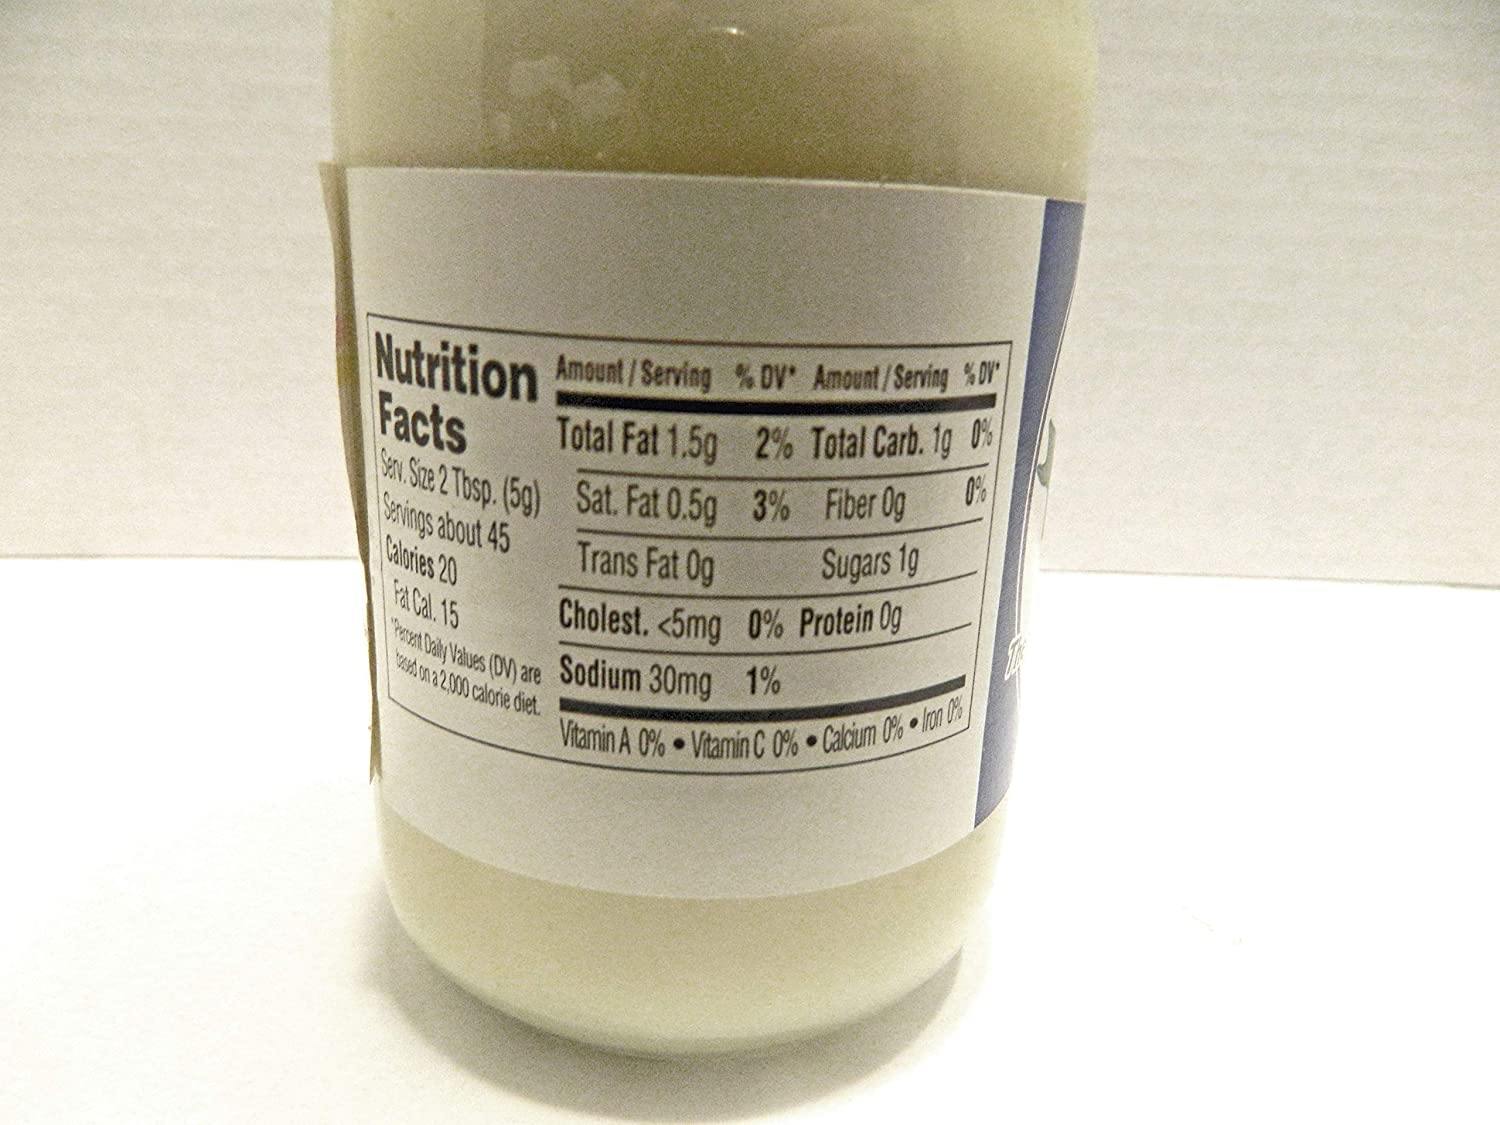 Nutrition
Facts
Serv. Size 2 Tbsp. (5g)
Servings about 45
Calories 20
Fat Cal. 15
*Percent Daily Values (DV) are
based on a 2,000 calorie diet.
Amount / Serving % DV* Amount / Serving % DV*
Total Fat 1.5g 2% Total Carb. 1g 0%
Sat. Fat 0.5g 3% Fiber 0g 0%
Trans Fat 0g Sugars 1g
Cholest. <5mg 0% Protein 0g
Sodium 30mg 1%
Vitamin A 0% • Vitamin C 0% • Calcium 0% • Iron 0%